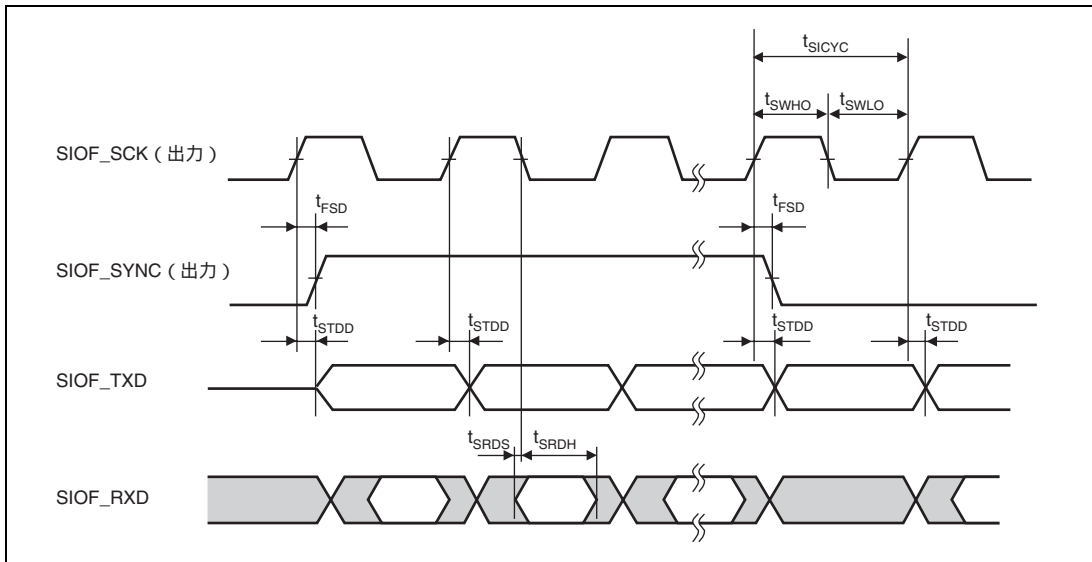 tSICYC
tSWHO tSWLO
SIOF_SCK（出力）
tFSD tFSD
SIOF_SYNC（出力）
tSTDD tSTDD tSTDD tSTDD
SIOF_TXD
tSRDS tSRDH
SIOF_RXD